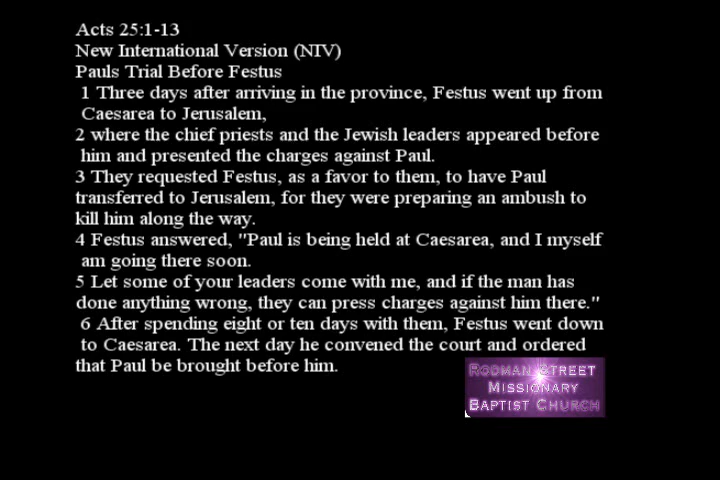 Acts 25:1-13
New International Version (NIV)
Pauls Trial Before Festus
1 Three days after arriving in the province, Festus went up from
Caesarea to Jerusalem,
2 where the chief priests and the Jewish leaders appeared before
him and presented the charges against Paul.
3 They requested Festus, as a favor to them, to have Paul
transferred to Jerusalem, for they were preparing an ambush to
kill him along the way.
4 Festus answered, "Paul is being held at Caesarea, and I myself
am going there soon.
5 Let some of your leaders come with me, and if the man has
done anything wrong, they can press charges against him there."
6 After spending eight or ten days with them, Festus went down
to Caesarea. The next day he convened the court and ordered
that Paul be brought before him.
RODMAN STREET
MISSIONARY
BAPTIST CHURCH